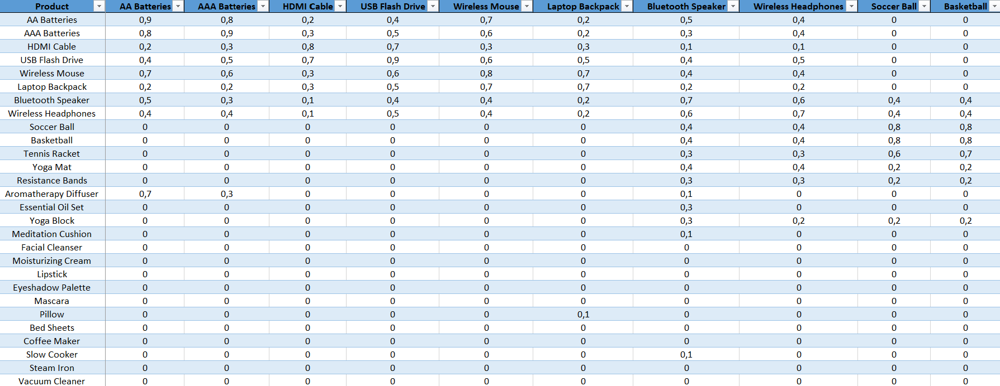 Product AA Batteries AAA Batteries HDMI Cable USB Flash Drive Wireless Mouse Laptop Backpack Bluetooth Speaker Wireless Headphones Soccer Ball Basketball
AA Batteries 0,9 0,8 0,2 0,4 0,7 0,2 0,5 0,4 0 0
AAA Batteries 0,8 0,9 0,3 0,5 0,6 0,2 0,3 0,4 0 0
HDMI Cable 0,2 0,3 0,8 0,7 0,3 0,3 0,1 0,1 0 0
USB Flash Drive 0,4 0,5 0,7 0,9 0,6 0,5 0,4 0,5 0 0
Wireless Mouse 0,7 0,6 0,3 0,6 0,8 0,7 0,4 0,4 0 0
Laptop Backpack 0,2 0,2 0,3 0,5 0,7 0,7 0,2 0,2 0 0
Bluetooth Speaker 0,5 0,3 0,1 0,4 0,4 0,2 0,7 0,6 0,4 0,4
Wireless Headphones 0,4 0,4 0,1 0,5 0,4 0,2 0,6 0,7 0,4 0,4
Soccer Ball 0 0 0 0 0 0 0,4 0,4 0,8 0,8
Basketball 0 0 0 0 0 0 0,4 0,4 0,8 0,8
Tennis Racket 0 0 0 0 0 0 0,3 0,3 0,6 0,7
Yoga Mat 0 0 0 0 0 0 0,4 0,4 0,2 0,2
Resistance Bands 0 0 0 0 0 0 0,3 0,3 0,2 0,2
Aromatherapy Diffuser 0,7 0,3 0 0 0 0 0,1 0 0 0
Essential Oil Set 0 0 0 0 0 0 0,3 0 0 0
Yoga Block 0 0 0 0 0 0 0,3 0,2 0,2 0,2
Meditation Cushion 0 0 0 0 0 0 0,1 0 0 0
Facial Cleanser 0 0 0 0 0 0 0 0 0 0
Moisturizing Cream 0 0 0 0 0 0 0 0 0 0
Lipstick 0 0 0 0 0 0 0 0 0 0
Eyeshadow Palette 0 0 0 0 0 0 0 0 0 0
Mascara 0 0 0 0 0 0 0 0 0 0
Pillow 0 0 0 0 0 0,1 0 0 0 0
Bed Sheets 0 0 0 0 0 0 0 0 0 0
Coffee Maker 0 0 0 0 0 0 0 0 0 0
Slow Cooker 0 0 0 0 0 0 0,1 0 0 0
Steam Iron 0 0 0 0 0 0 0 0 0 0
Vacuum Cleaner 0 0 0 0 0 0 0 0 0 0